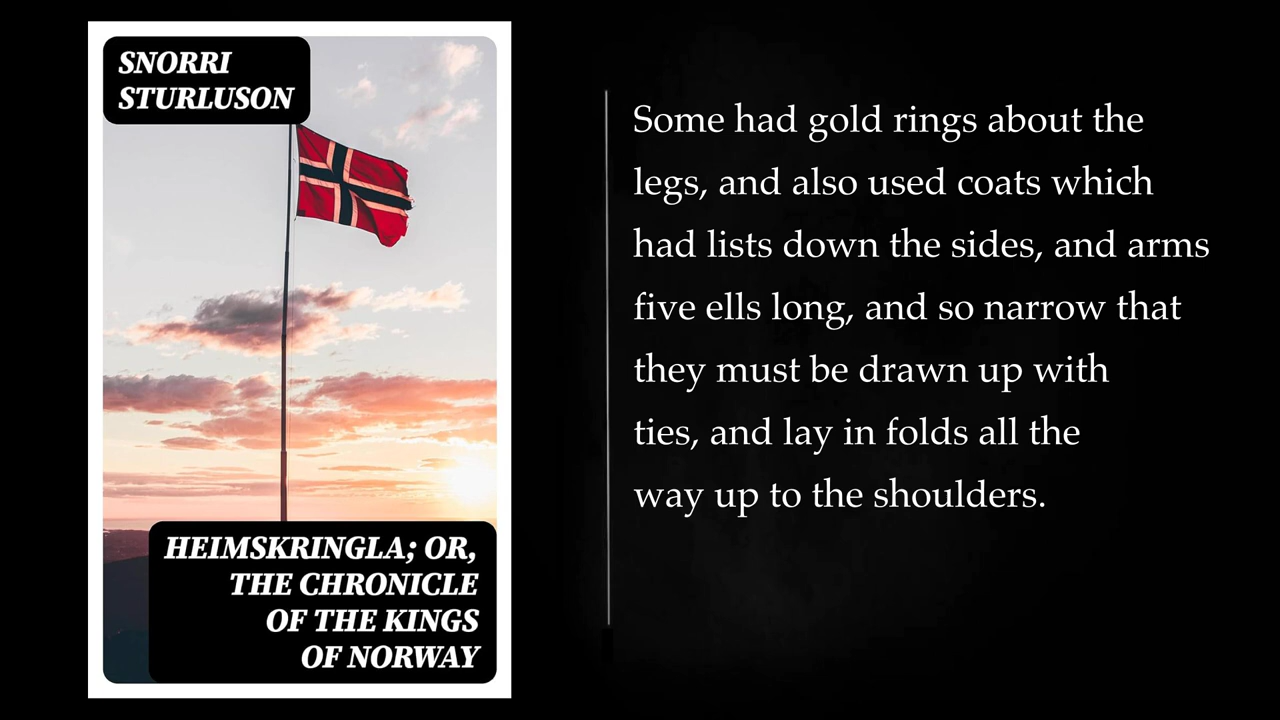 SNORRI
STURLUSON
HEIMSKRINGLA; OR,
THE CHRONICLE
OF THE KINGS
OF NORWAY
Some had gold rings about the
legs, and also used coats which
had lists down the sides, and arms
five ells long, and so narrow that
they must be drawn up with
ties, and lay in folds all the
way up to the shoulders.